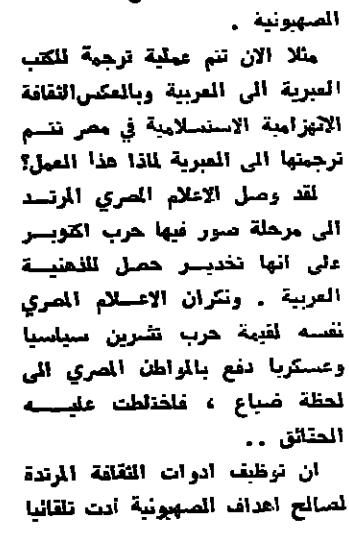 الصهيونية .
مثلا الان تتم عملية ترجمة للكتب
العبرية الى العربية وبالعكس الثقافة
الانهزامية الاستسلامية في مصر تتم
ترجمتها الى العبرية لماذا هذا العمل؟
لقد وصل الاعلام المصري المرتد
الى مرحلة صور فيها حرب اكتوبر
على انها تخدير حصل للذهنية
العربية . ونكران الاعلام المصري
نفسه لقيمة حرب تشرين سياسيا
وعسكريا دفع بالمواطن المصري الى
لحظة ضياع ، فاختلطت عليه
الحقائق ..
ان توظيف ادوات الثقافة المرتدة
لصالح اهداف الصهيونية أدت تلقائيا